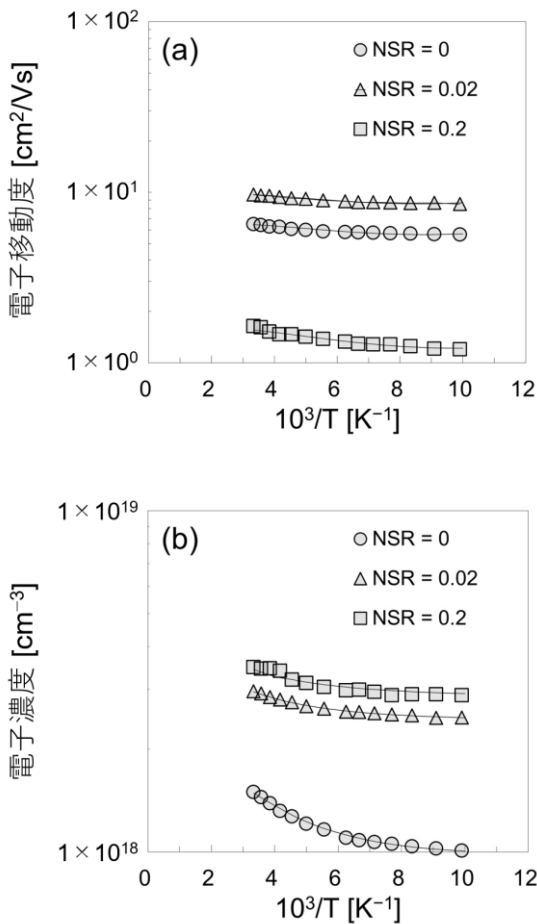 (a)
NSR = 0
NSR = 0.02
NSR = 0.2
電子移動度 [cm²/Vs]
1 × 10²
1 × 10¹
1 × 10⁰
0 2 4 6 8 10 12
10³/T [K⁻¹]
(b)
NSR = 0
NSR = 0.02
NSR = 0.2
電子濃度 [cm⁻³]
1 × 10¹⁹
1 × 10¹⁸
0 2 4 6 8 10 12
10³/T [K⁻¹]